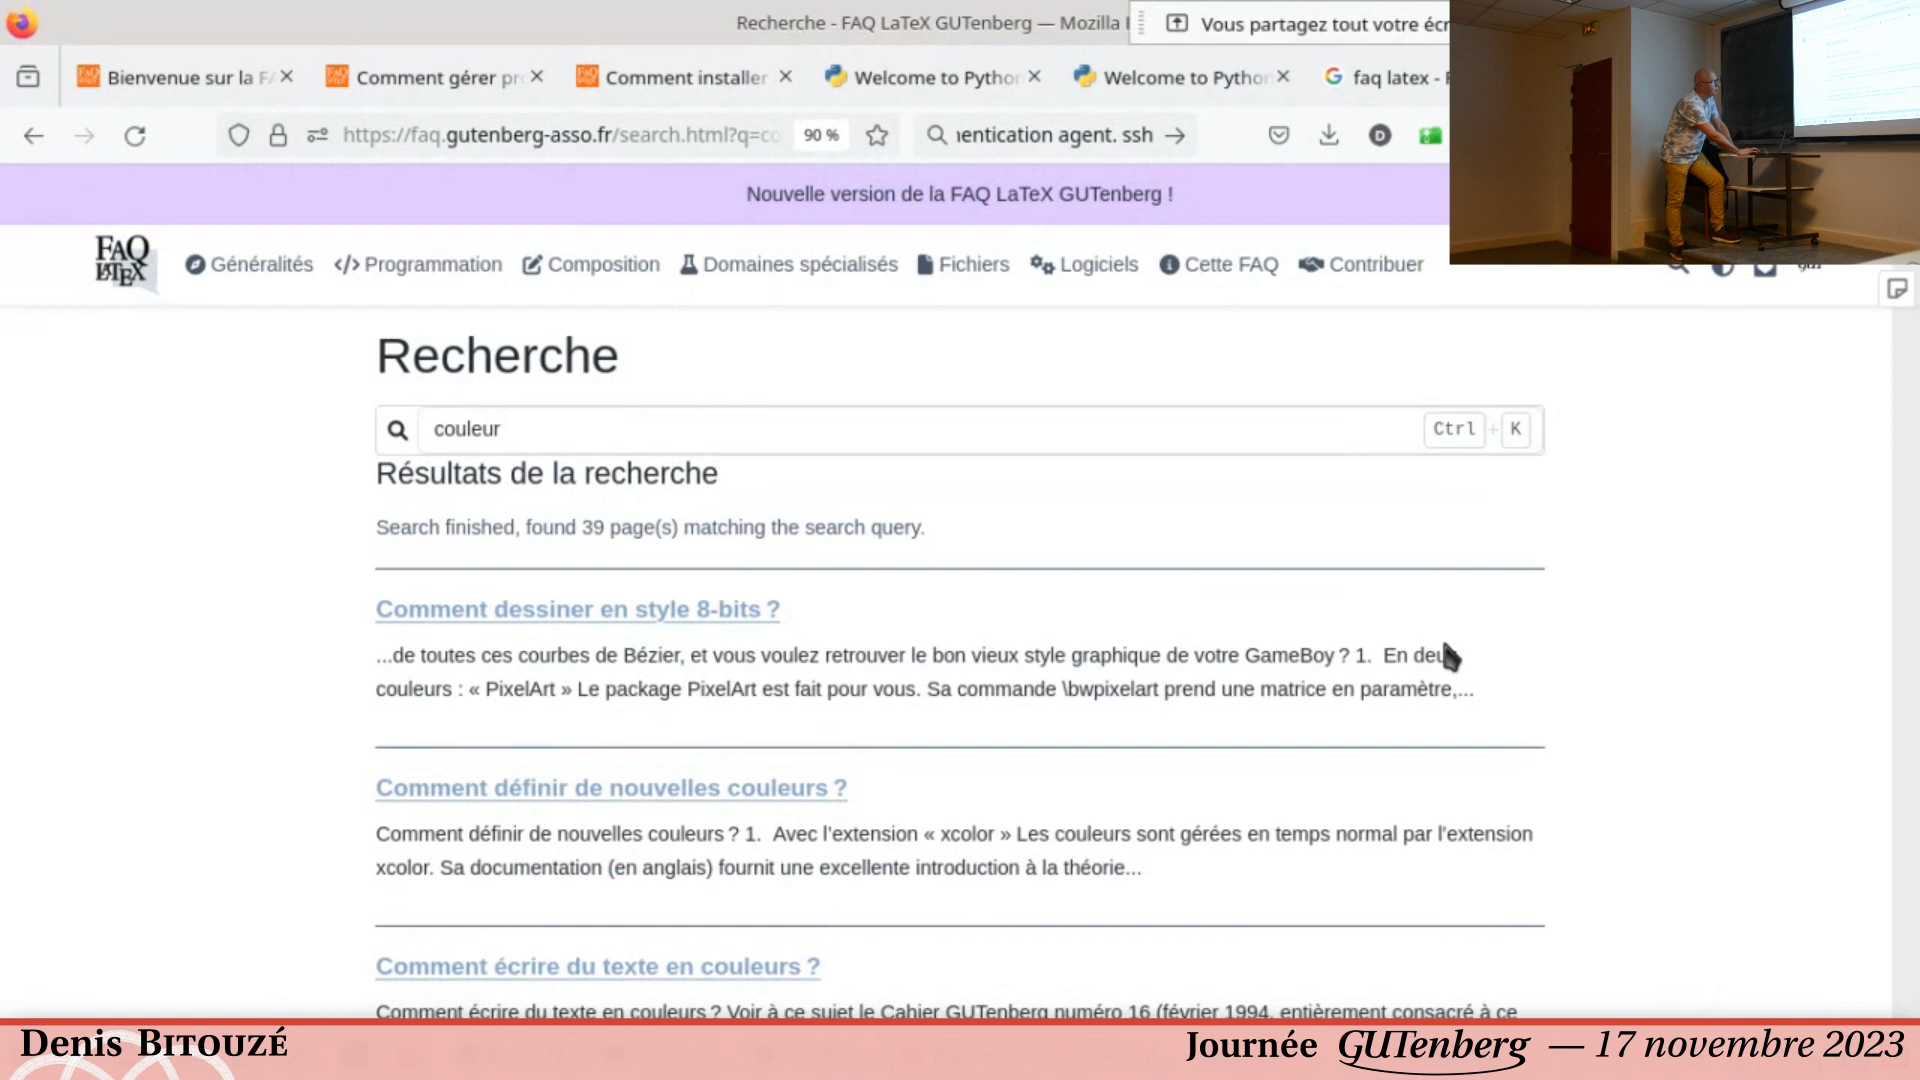 Recherche - FAQ LaTeX GUTenberg — Mozilla
Vous partagez tout votre écr
Bienvenue sur la FA
Comment gérer pr
Comment installer
Welcome to Python
Welcome to Python
faq latex -
https://faq.gutenberg-asso.fr/search.html?q=co
90 %
nentication agent. ssh
Nouvelle version de la FAQ LaTeX GUTenberg !
FAQ
LATEX
Généralités
Programmation
Composition
Domaines spécialisés
Fichiers
Logiciels
Cette FAQ
Contribuer
Recherche
couleur
Ctrl + K
Résultats de la recherche
Search finished, found 39 page(s) matching the search query.
Comment dessiner en style 8-bits ?
...de toutes ces courbes de Bézier, et vous voulez retrouver le bon vieux style graphique de votre GameBoy ? 1. En deu
couleurs : « PixelArt » Le package PixelArt est fait pour vous. Sa commande \bwpixelart prend une matrice en paramètre,...
Comment définir de nouvelles couleurs ?
Comment définir de nouvelles couleurs ? 1. Avec l'extension « xcolor » Les couleurs sont gérées en temps normal par l'extension
xcolor. Sa documentation (en anglais) fournit une excellente introduction à la théorie...
Comment écrire du texte en couleurs ?
Comment écrire du texte en couleurs ? Voir à ce sujet le Cahier GUTenberg numéro 16 (février 1994, entièrement consacré à ce
Denis BITOUZÉ
Journée GUTenberg — 17 novembre 2023